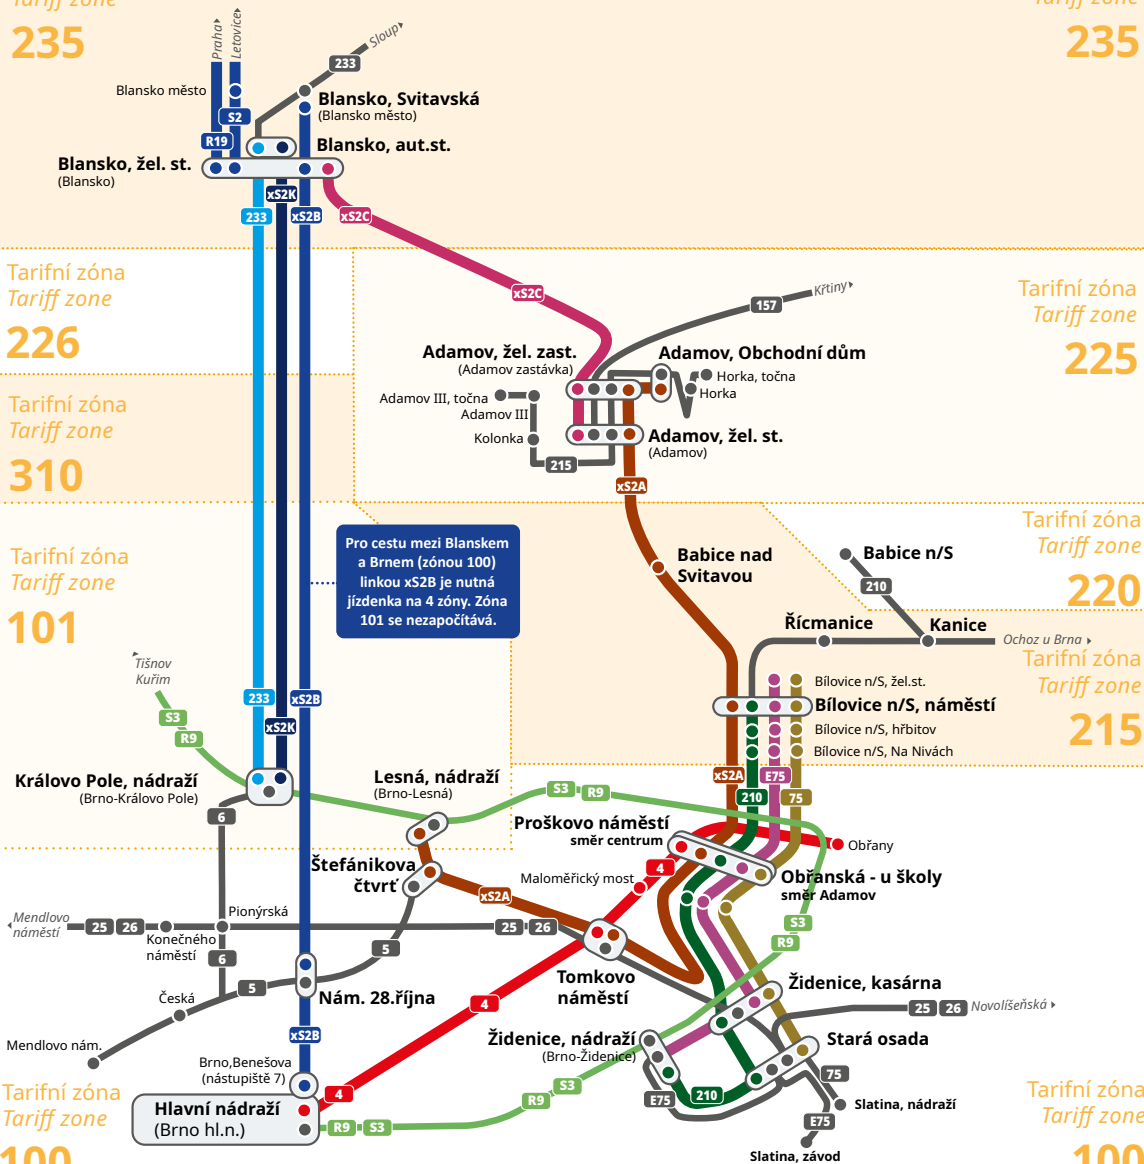 Tariff zone
235
Tariff zone
235
Praha
Letovice
Sloup
233
Blansko město
S2
R19
Blansko, Svitavská
(Blansko město)
Blansko, aut.st.
Blansko, žel. st.
(Blansko)
xS2K
233
xS2B
xS2C
Tarifní zóna
Tariff zone
226
xS2C
157
Křtiny
Tarifní zóna
Tariff zone
225
Adamov, žel. zast.
(Adamov zastávka)
Adamov, Obchodní dům
Horka, točna
Horka
Adamov III, točna
Adamov III
Kolonka
215
Adamov, žel. st.
(Adamov)
Tarifní zóna
Tariff zone
310
xS2A
Tarifní zóna
Tariff zone
220
Tarifní zóna
Tariff zone
101
Pro cestu mezi Blanskem
a Brnem (zónou 100)
linkou xS2B je nutná
jízdenka na 4 zóny. Zóna
101 se nezapočítává.
Babice nad
Svitavou
Babice n/S
210
Řícmanice
Kanice
Ochoz u Brna
Tarifní zóna
Tariff zone
215
Tišnov
Kuřim
S3
R9
233
xS2B
xS2K
Bílovice n/S, žel.st.
Bílovice n/S, náměstí
Bílovice n/S, hřbitov
Bílovice n/S, Na Nivách
xS2A
E75
210
75
Královo Pole, nádraží
(Brno-Královo Pole)
Lesná, nádraží
(Brno-Lesná)
S3
R9
6
Proškovo náměstí
směr centrum
Obřany
Štefánikova
čtvrť
Maloměřický most
4
Obřanská - u školy
směr Adamov
xS2A
Mendlovo
náměstí
25
26
Pionýrská
Konečného
náměstí
25
26
S3
R9
6
5
5
Tomkovo
náměstí
Česká
Nám. 28.října
4
Židenice, kasárna
25
26
Novolíšeňská
Mendlovo nám.
xS2B
Židenice, nádraží
(Brno-Židenice)
Stará osada
Brno,Benešova
(nástupiště 7)
75
Tarifní zóna
Tariff zone
100
Hlavní nádraží
(Brno hl.n.)
4
R9
S3
R9
S3
E75
210
Slatina, nádraží
E75
Slatina, závod
Tarifní zóna
Tariff zone
100